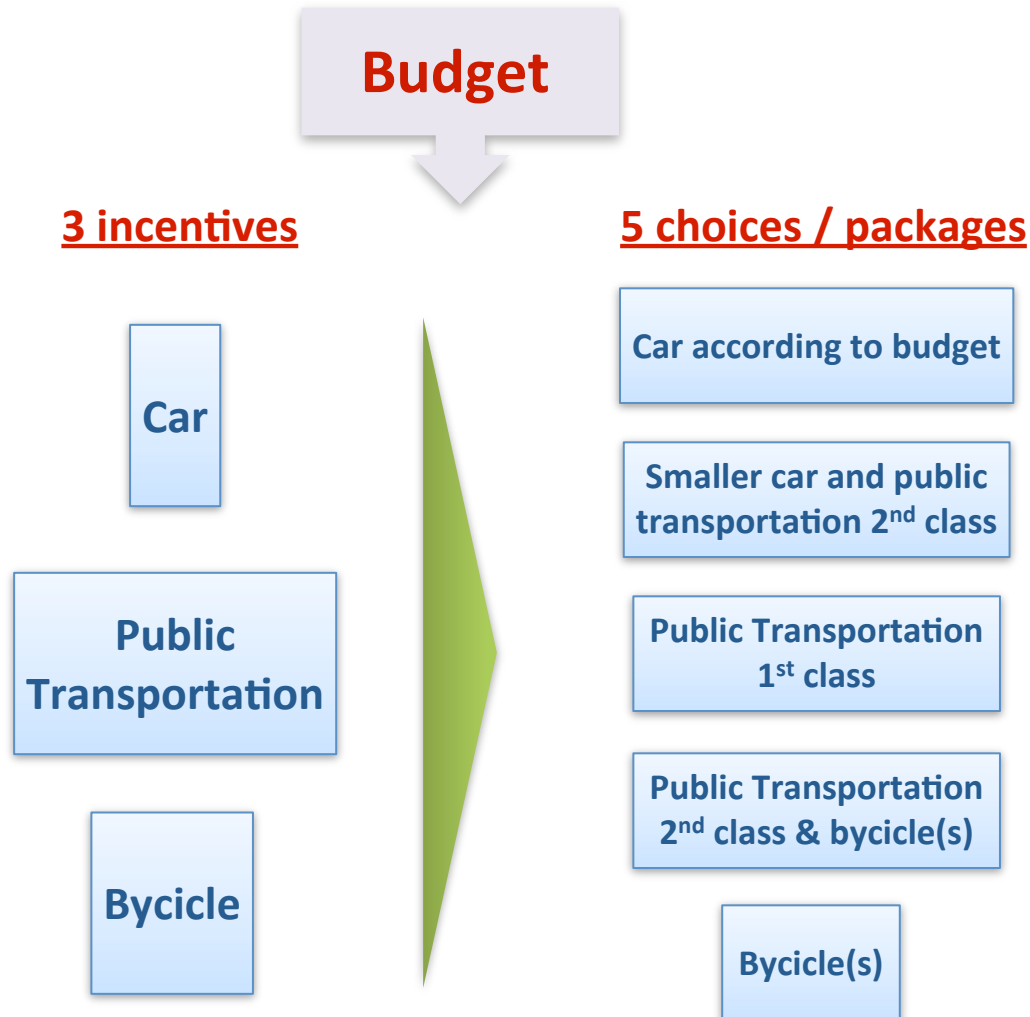 Budget
3 incentives
Car
Public
Transportation
Bycicle
5 choices / packages
Car according to budget
Smaller car and public
transportation 2nd class
Public Transportation
1st class
Public Transportation
2nd class & bycicle(s)
Bycicle(s)